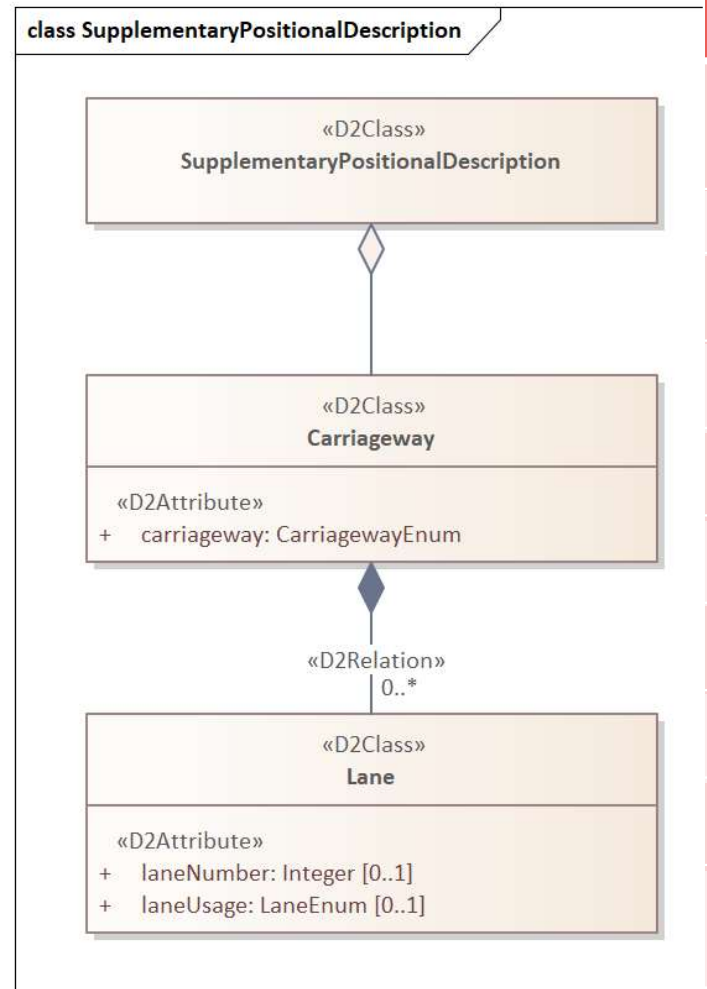 class SupplementaryPositionalDescription
«D2Class»
SupplementaryPositionalDescription
«D2Class»
Carriageway
«D2Attribute»
+ carriageway: CarriagewayEnum
«D2Relation»
0..*
«D2Class»
Lane
«D2Attribute»
+ laneNumber: Integer [0..1]
+ laneUsage: LaneEnum [0..1]